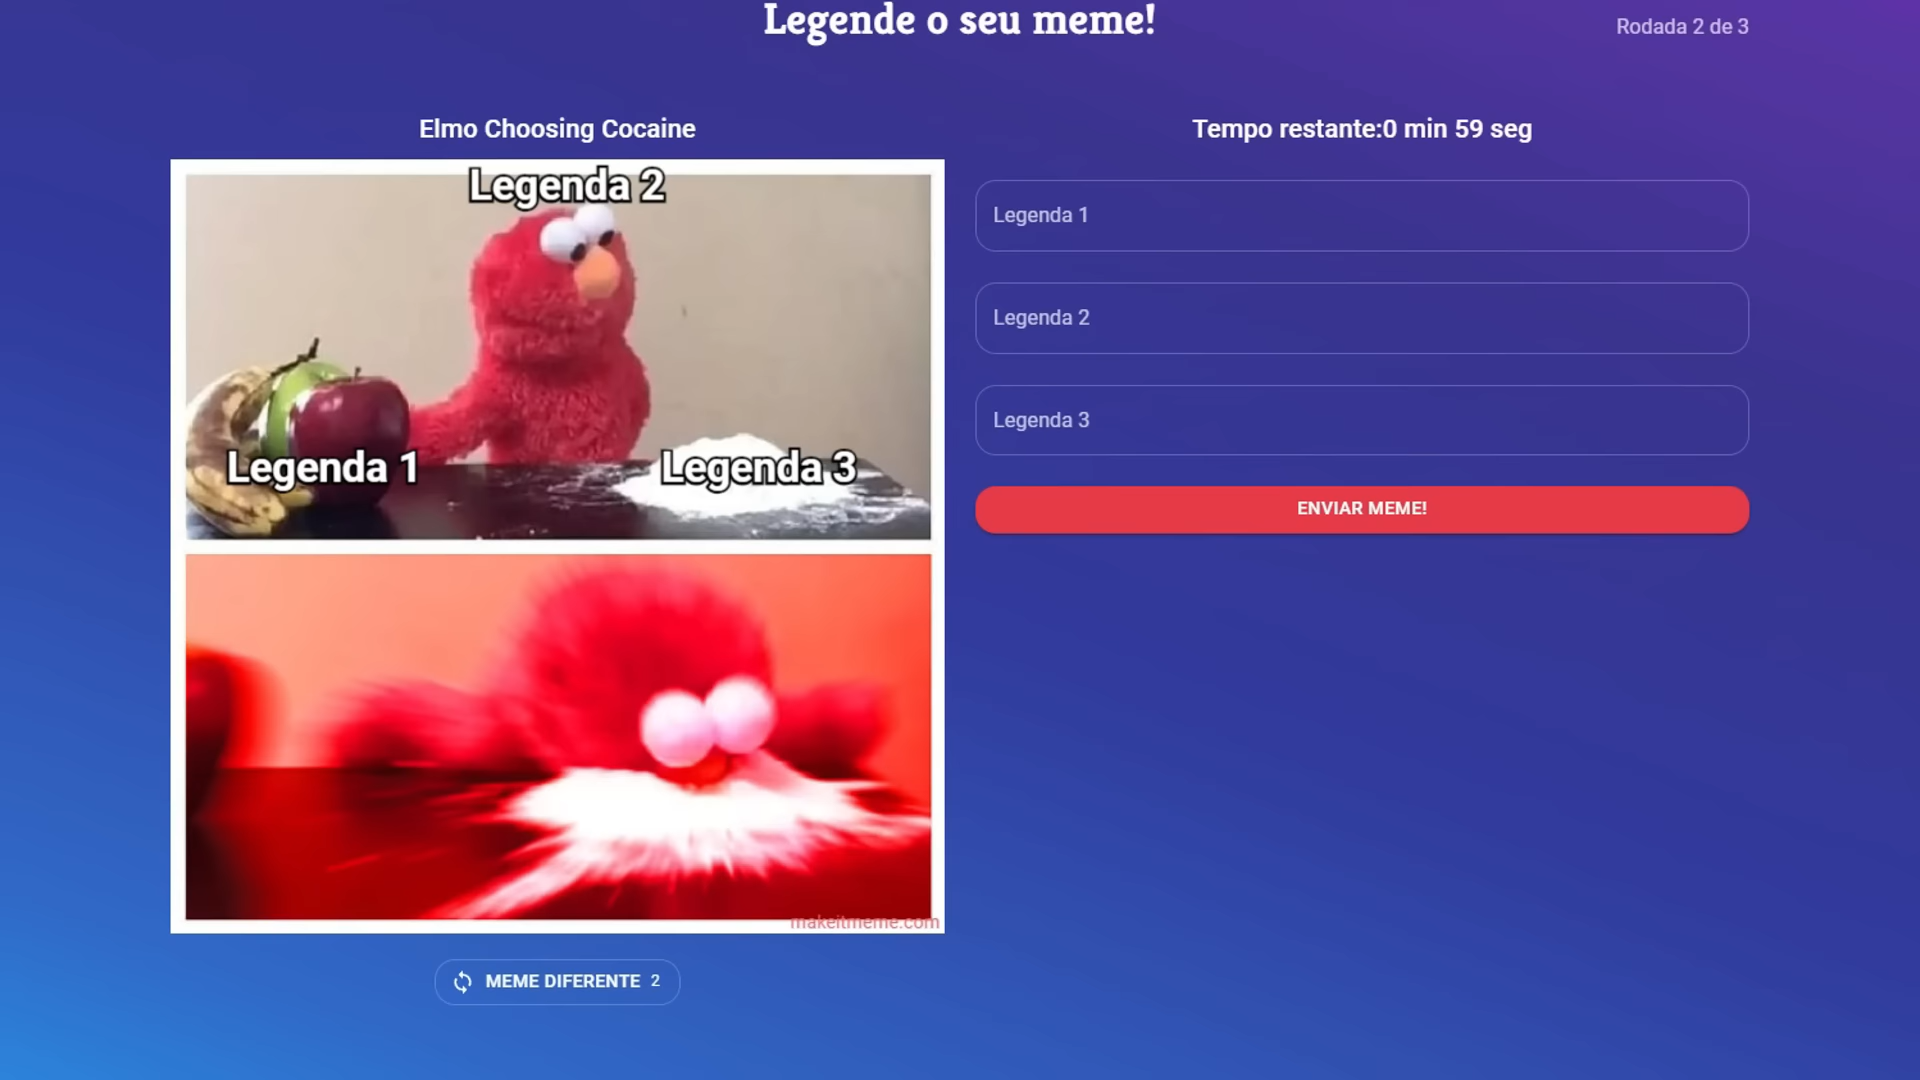 Legende o seu meme!
Rodada 2 de 3
Elmo Choosing Cocaine
Legenda 2
Legenda 1
Legenda 3
makeitmeme.com
MEME DIFERENTE 2
Tempo restante:0 min 59 seg
Legenda 1
Legenda 2
Legenda 3
ENVIAR MEME!